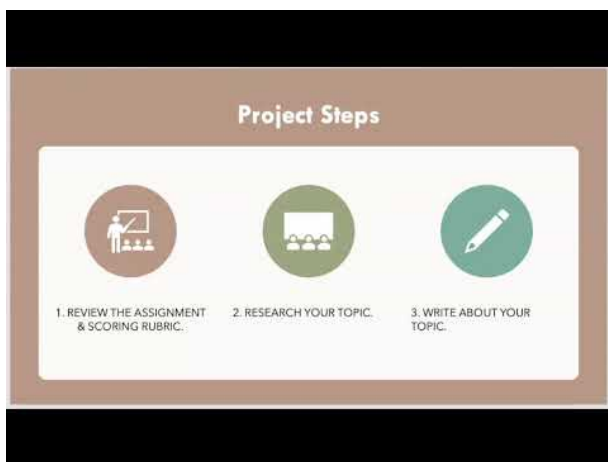 Project Steps
1. REVIEW THE ASSIGNMENT
& SCORING RUBRIC.
2. RESEARCH YOUR TOPIC.
3. WRITE ABOUT YOUR
TOPIC.